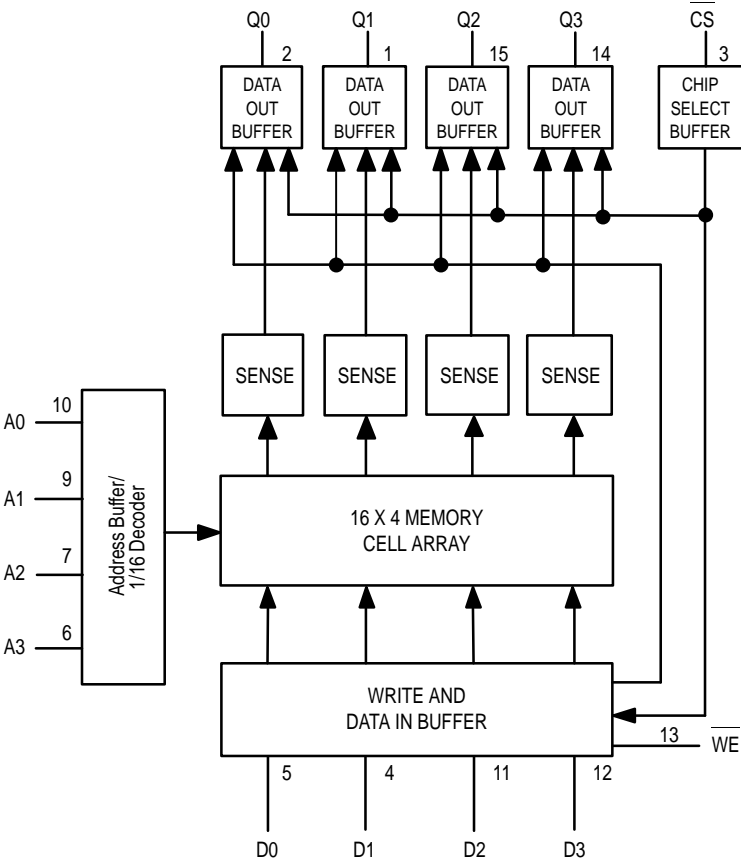 Q0 Q1 Q2 Q3 C̅S̅
2 1 15 14 3
DATA OUT BUFFER
DATA OUT BUFFER
DATA OUT BUFFER
DATA OUT BUFFER
CHIP SELECT BUFFER
SENSE SENSE SENSE SENSE
A0 10
A1 9
A2 7
A3 6
Address Buffer/
1/16 Decoder
16 X 4 MEMORY
CELL ARRAY
WRITE AND
DATA IN BUFFER
13 W̅E̅
5 4 11 12
D0 D1 D2 D3